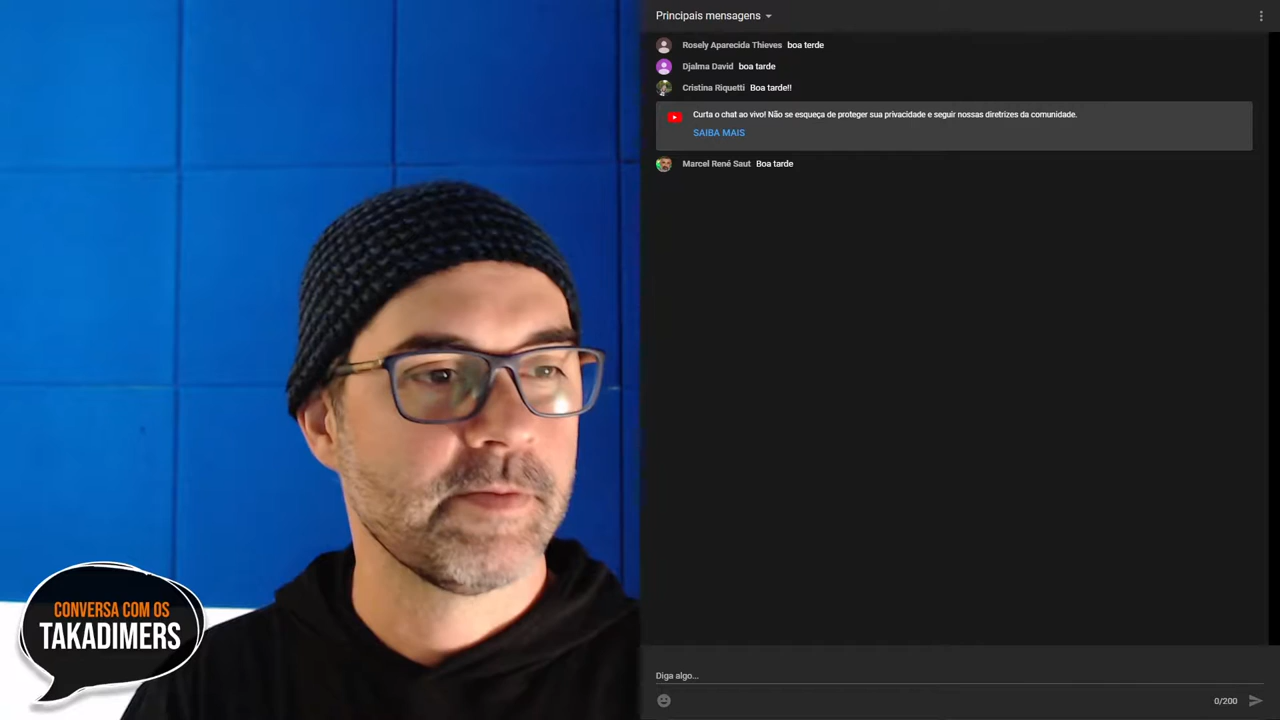 Principais mensagens
Rosely Aparecida Thieves boa terde
Djalma David boa tarde
Cristina Riquetti Boa tarde!!
Curta o chat ao vivo! Não se esqueça de proteger sua privacidade e seguir nossas diretrizes da comunidade.
SAIBA MAIS
Marcel René Saut Boa tarde
CONVERSA COM OS
TAKADIMERS
Diga algo...
0/200